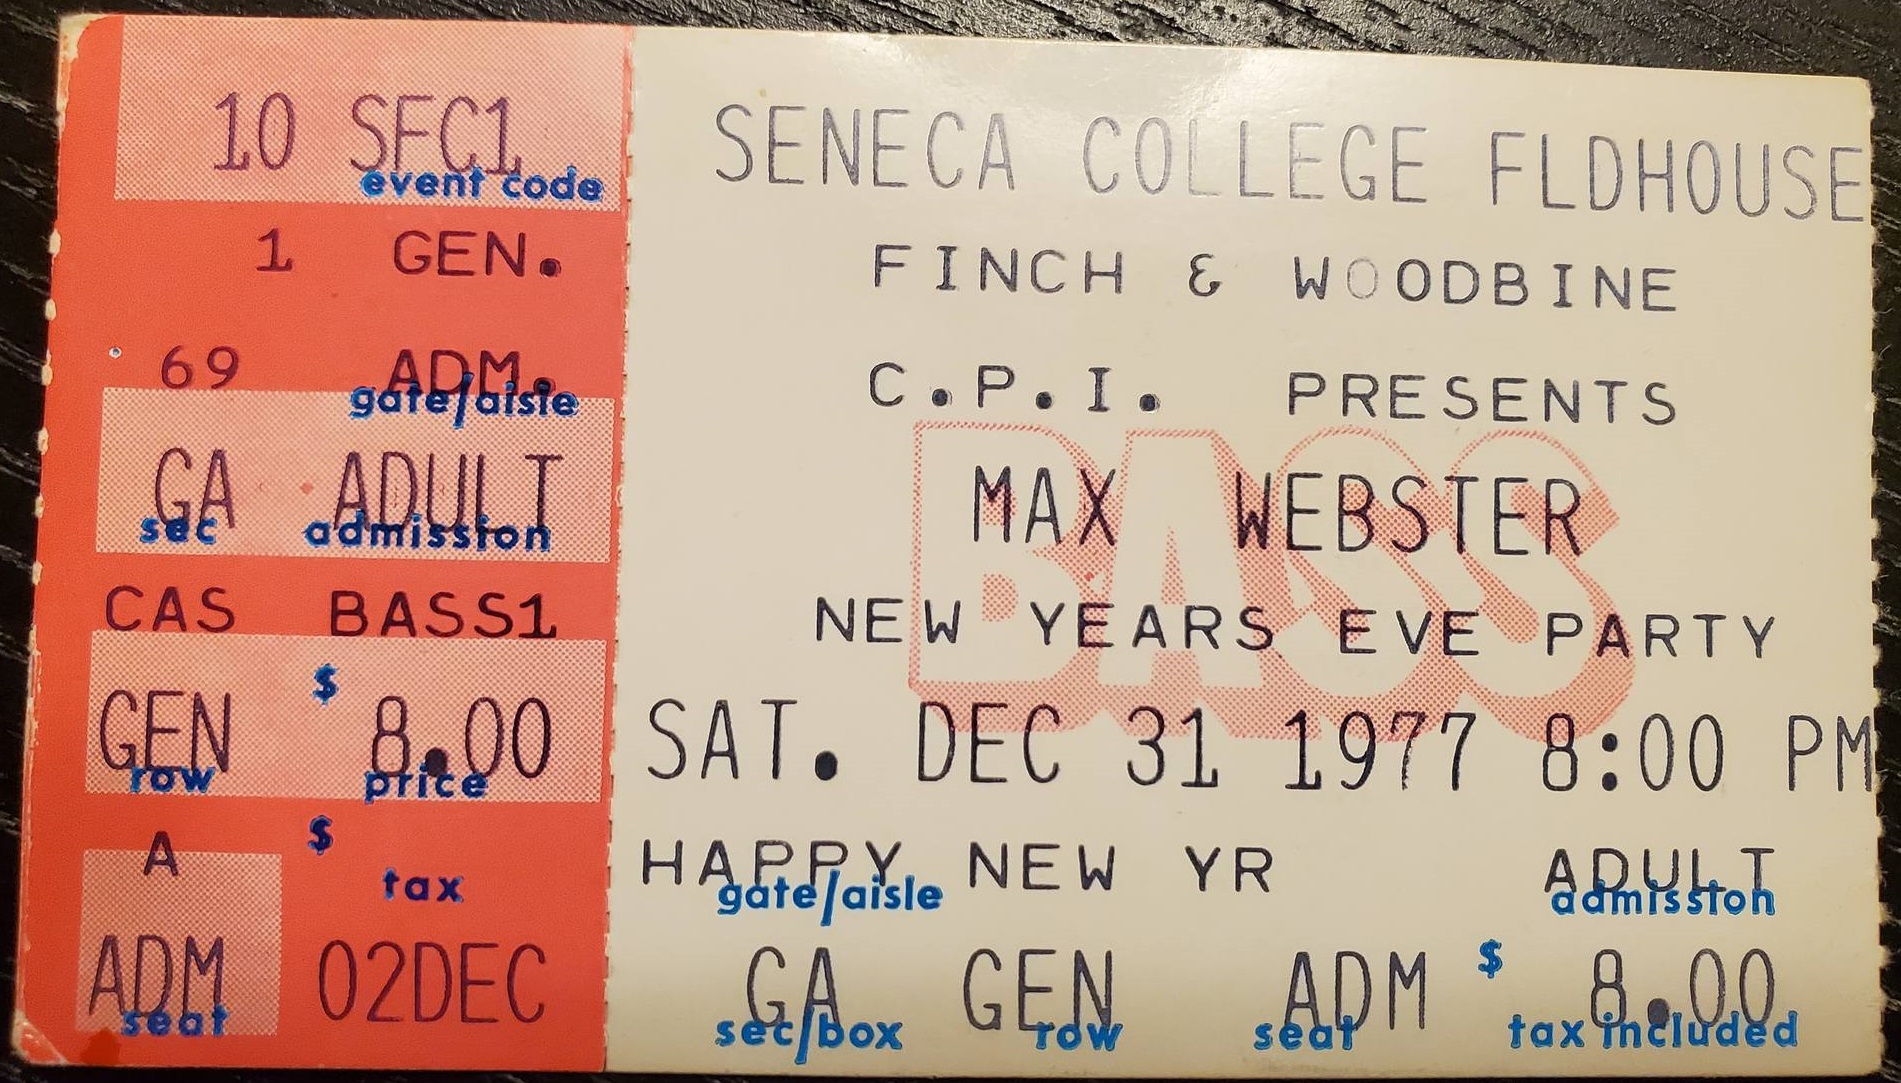 10 SFC1
event code
1 GEN.
69 ADM.
gate/aisle
GA ADULT
sec admission
CAS BASS1
$
GEN 8.00
row price
A $
tax
ADM 02DEC
seat
SENECA COLLEGE FLDHOUSE
FINCH & WOODBINE
C.P.I. PRESENTS
BASS
MAX WEBSTER
NEW YEARS EVE PARTY
SAT. DEC 31 1977 8:00 PM
HAPPY NEW YR ADULT
gate/aisle admission
GA GEN ADM $ 8.00
sec/box row seat tax included